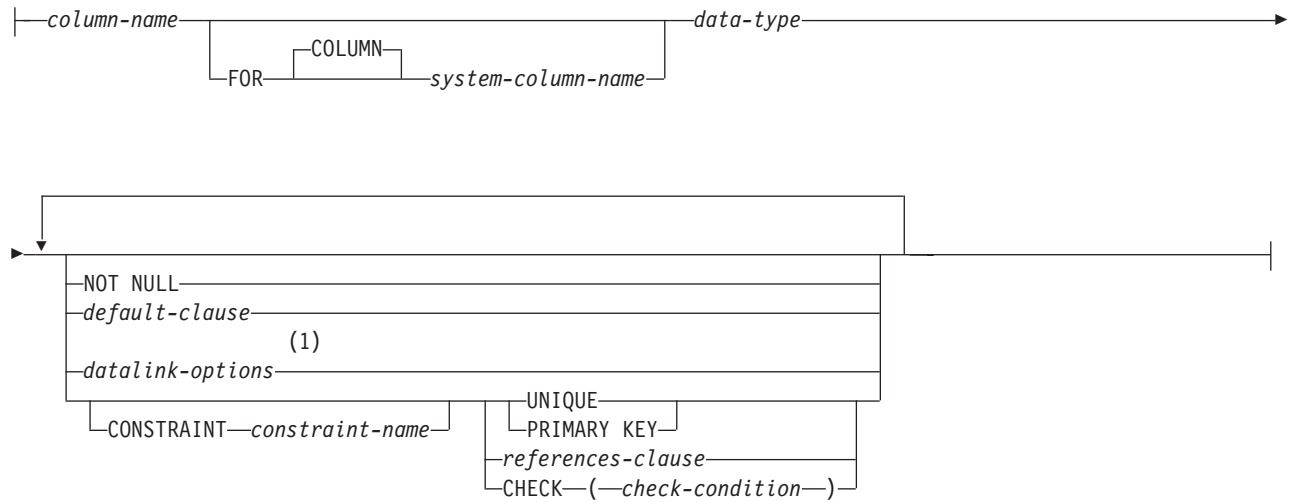 column-name data-type
COLUMN
FOR system-column-name
NOT NULL
default-clause
(1)
datalink-options
UNIQUE
CONSTRAINT constraint-name PRIMARY KEY
references-clause
CHECK ( check-condition )